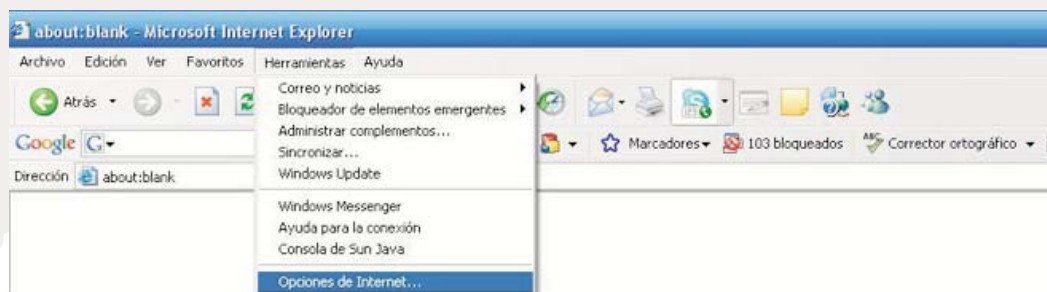 about:blank - Microsoft Internet Explorer
Archivo Edición Ver Favoritos Herramientas Ayuda
Atrás
Google G
Marcadores 103 bloqueados ABC Corrector ortográfico
Dirección about:blank
Correo y noticias
Bloqueador de elementos emergentes
Administrar complementos...
Sincronizar...
Windows Update
Windows Messenger
Ayuda para la conexión
Consola de Sun Java
Opciones de Internet...